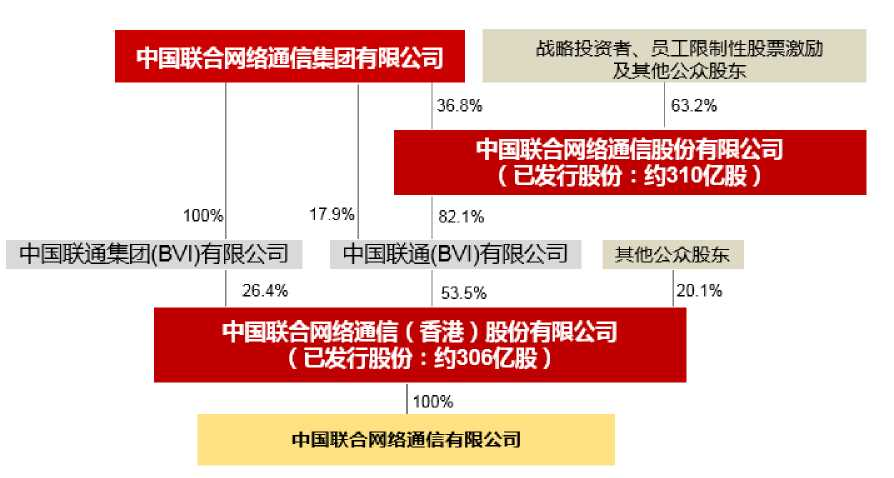 中国联合网络通信集团有限公司
战略投资者、员工限制性股票激励
及其他公众股东
36.8%
63.2%
中国联合网络通信股份有限公司
（已发行股份：约310亿股）
100%
17.9%
82.1%
中国联通集团(BVI)有限公司
中国联通(BVI)有限公司
其他公众股东
26.4%
53.5%
20.1%
中国联合网络通信（香港）股份有限公司
（已发行股份：约306亿股）
100%
中国联合网络通信有限公司